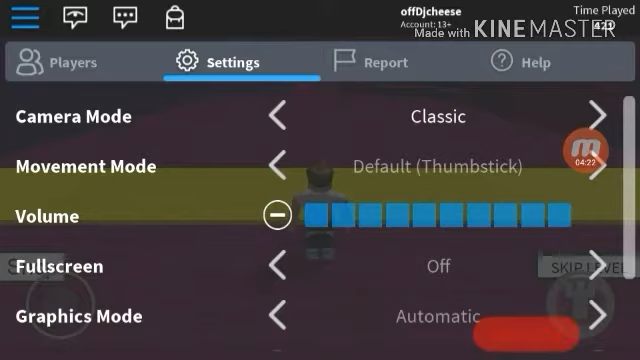 offDjcheese
Time Played
Account: 13+
Made with KINEMASTER
421
Players
Settings
Report
Help
Camera Mode
Classic
Movement Mode
Default (Thumbstick)
04:22
Volume
Fullscreen
Off
SKIP LEVEL
Graphics Mode
Automatic